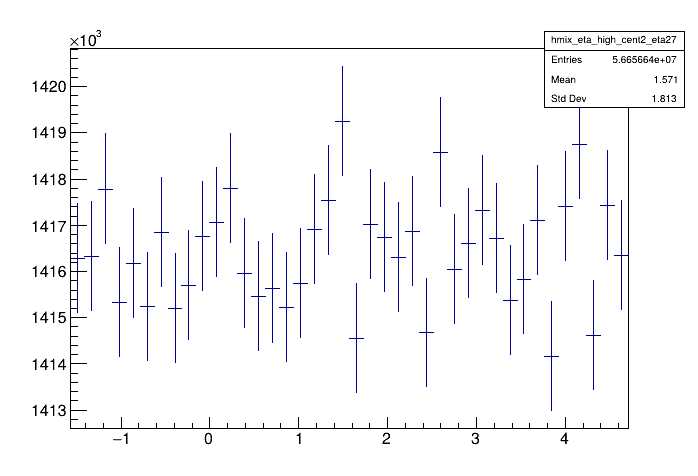 ×10³
hmix_eta_high_cent2_eta27
Entries 5.665664e+07
Mean 1.571
Std Dev 1.813
1420
1419
1418
1417
1416
1415
1414
1413
−1 0 1 2 3 4